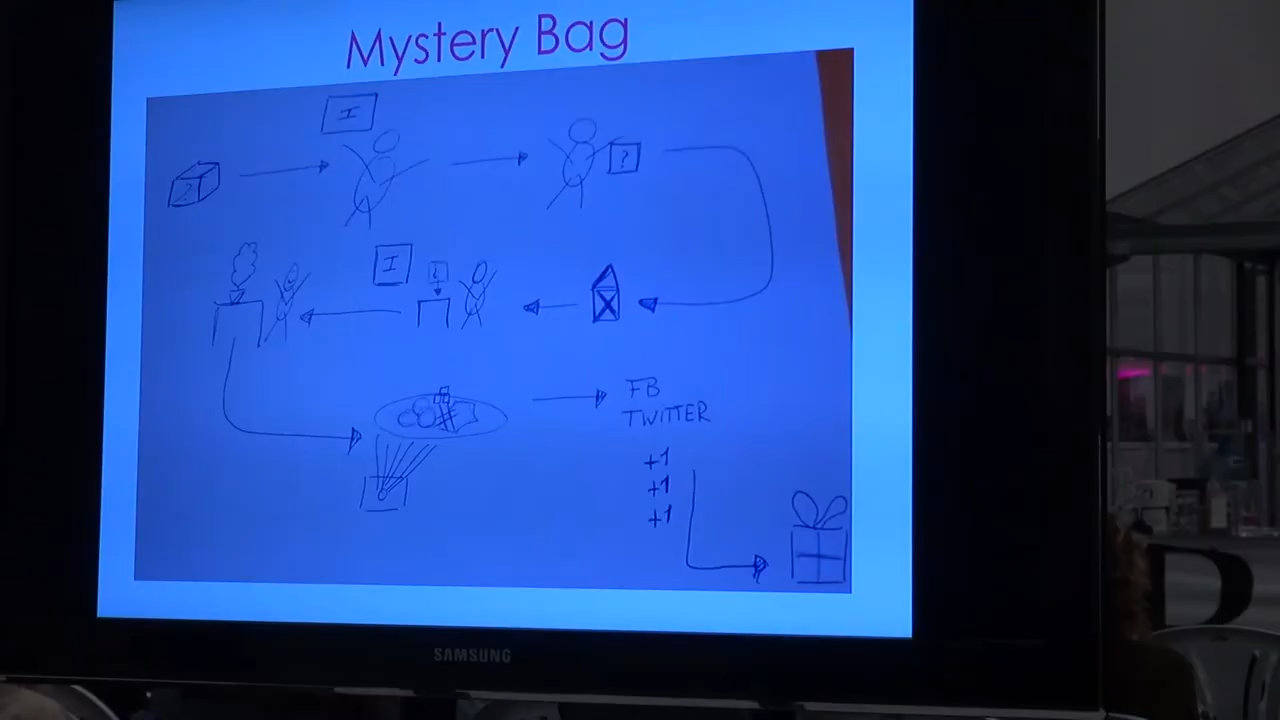 Mystery Bag
I
?
?
I
FB
TWITTER
+1
+1
+1
SAMSUNG